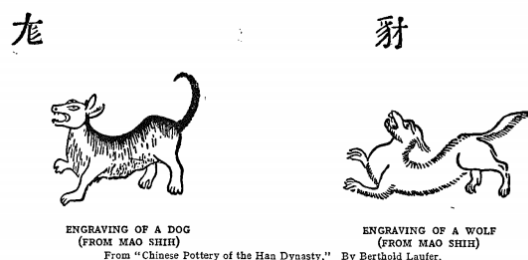 尨
豺
ENGRAVING OF A DOG
(FROM MAO SHIH)
ENGRAVING OF A WOLF
(FROM MAO SHIH)
From "Chinese Pottery of the Han Dynasty." By Berthold Laufer.